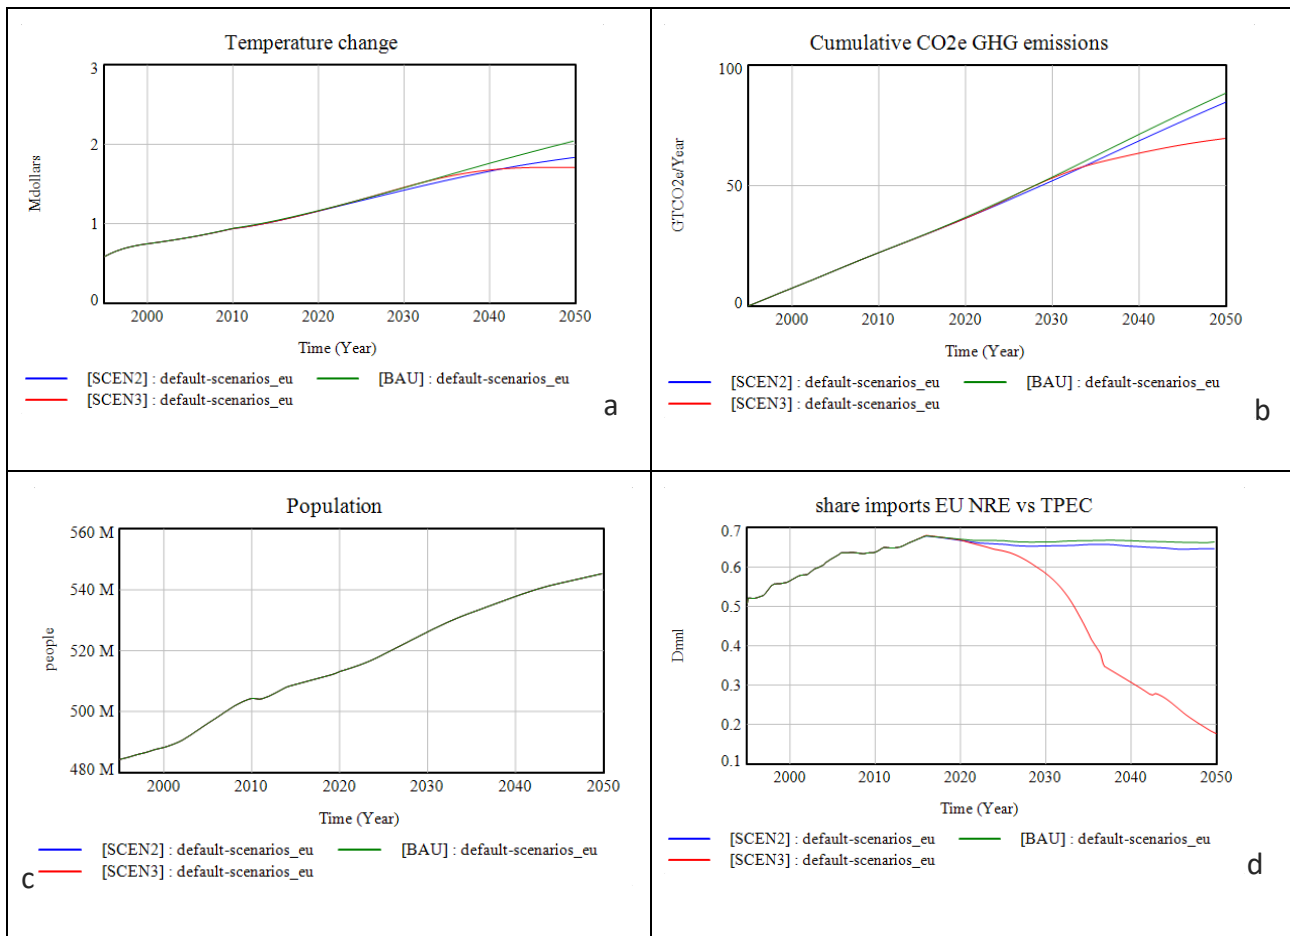 Temperature change
3
2
1
0
Mdollars
2000 2010 2020 2030 2040 2050
Time (Year)
[SCEN2] : default-scenarios_eu [BAU] : default-scenarios_eu
[SCEN3] : default-scenarios_eu
a
Cumulative CO2e GHG emissions
100
50
0
GTCO2e/Year
2000 2010 2020 2030 2040 2050
Time (Year)
[SCEN2] : default-scenarios_eu [BAU] : default-scenarios_eu
[SCEN3] : default-scenarios_eu
b
Population
560 M
540 M
520 M
500 M
480 M
people
2000 2010 2020 2030 2040 2050
Time (Year)
[SCEN2] : default-scenarios_eu [BAU] : default-scenarios_eu
[SCEN3] : default-scenarios_eu
c
share imports EU NRE vs TPEC
0.7
0.6
0.5
0.4
0.3
0.2
0.1
Dmnl
2000 2010 2020 2030 2040 2050
Time (Year)
[SCEN2] : default-scenarios_eu [BAU] : default-scenarios_eu
[SCEN3] : default-scenarios_eu
d